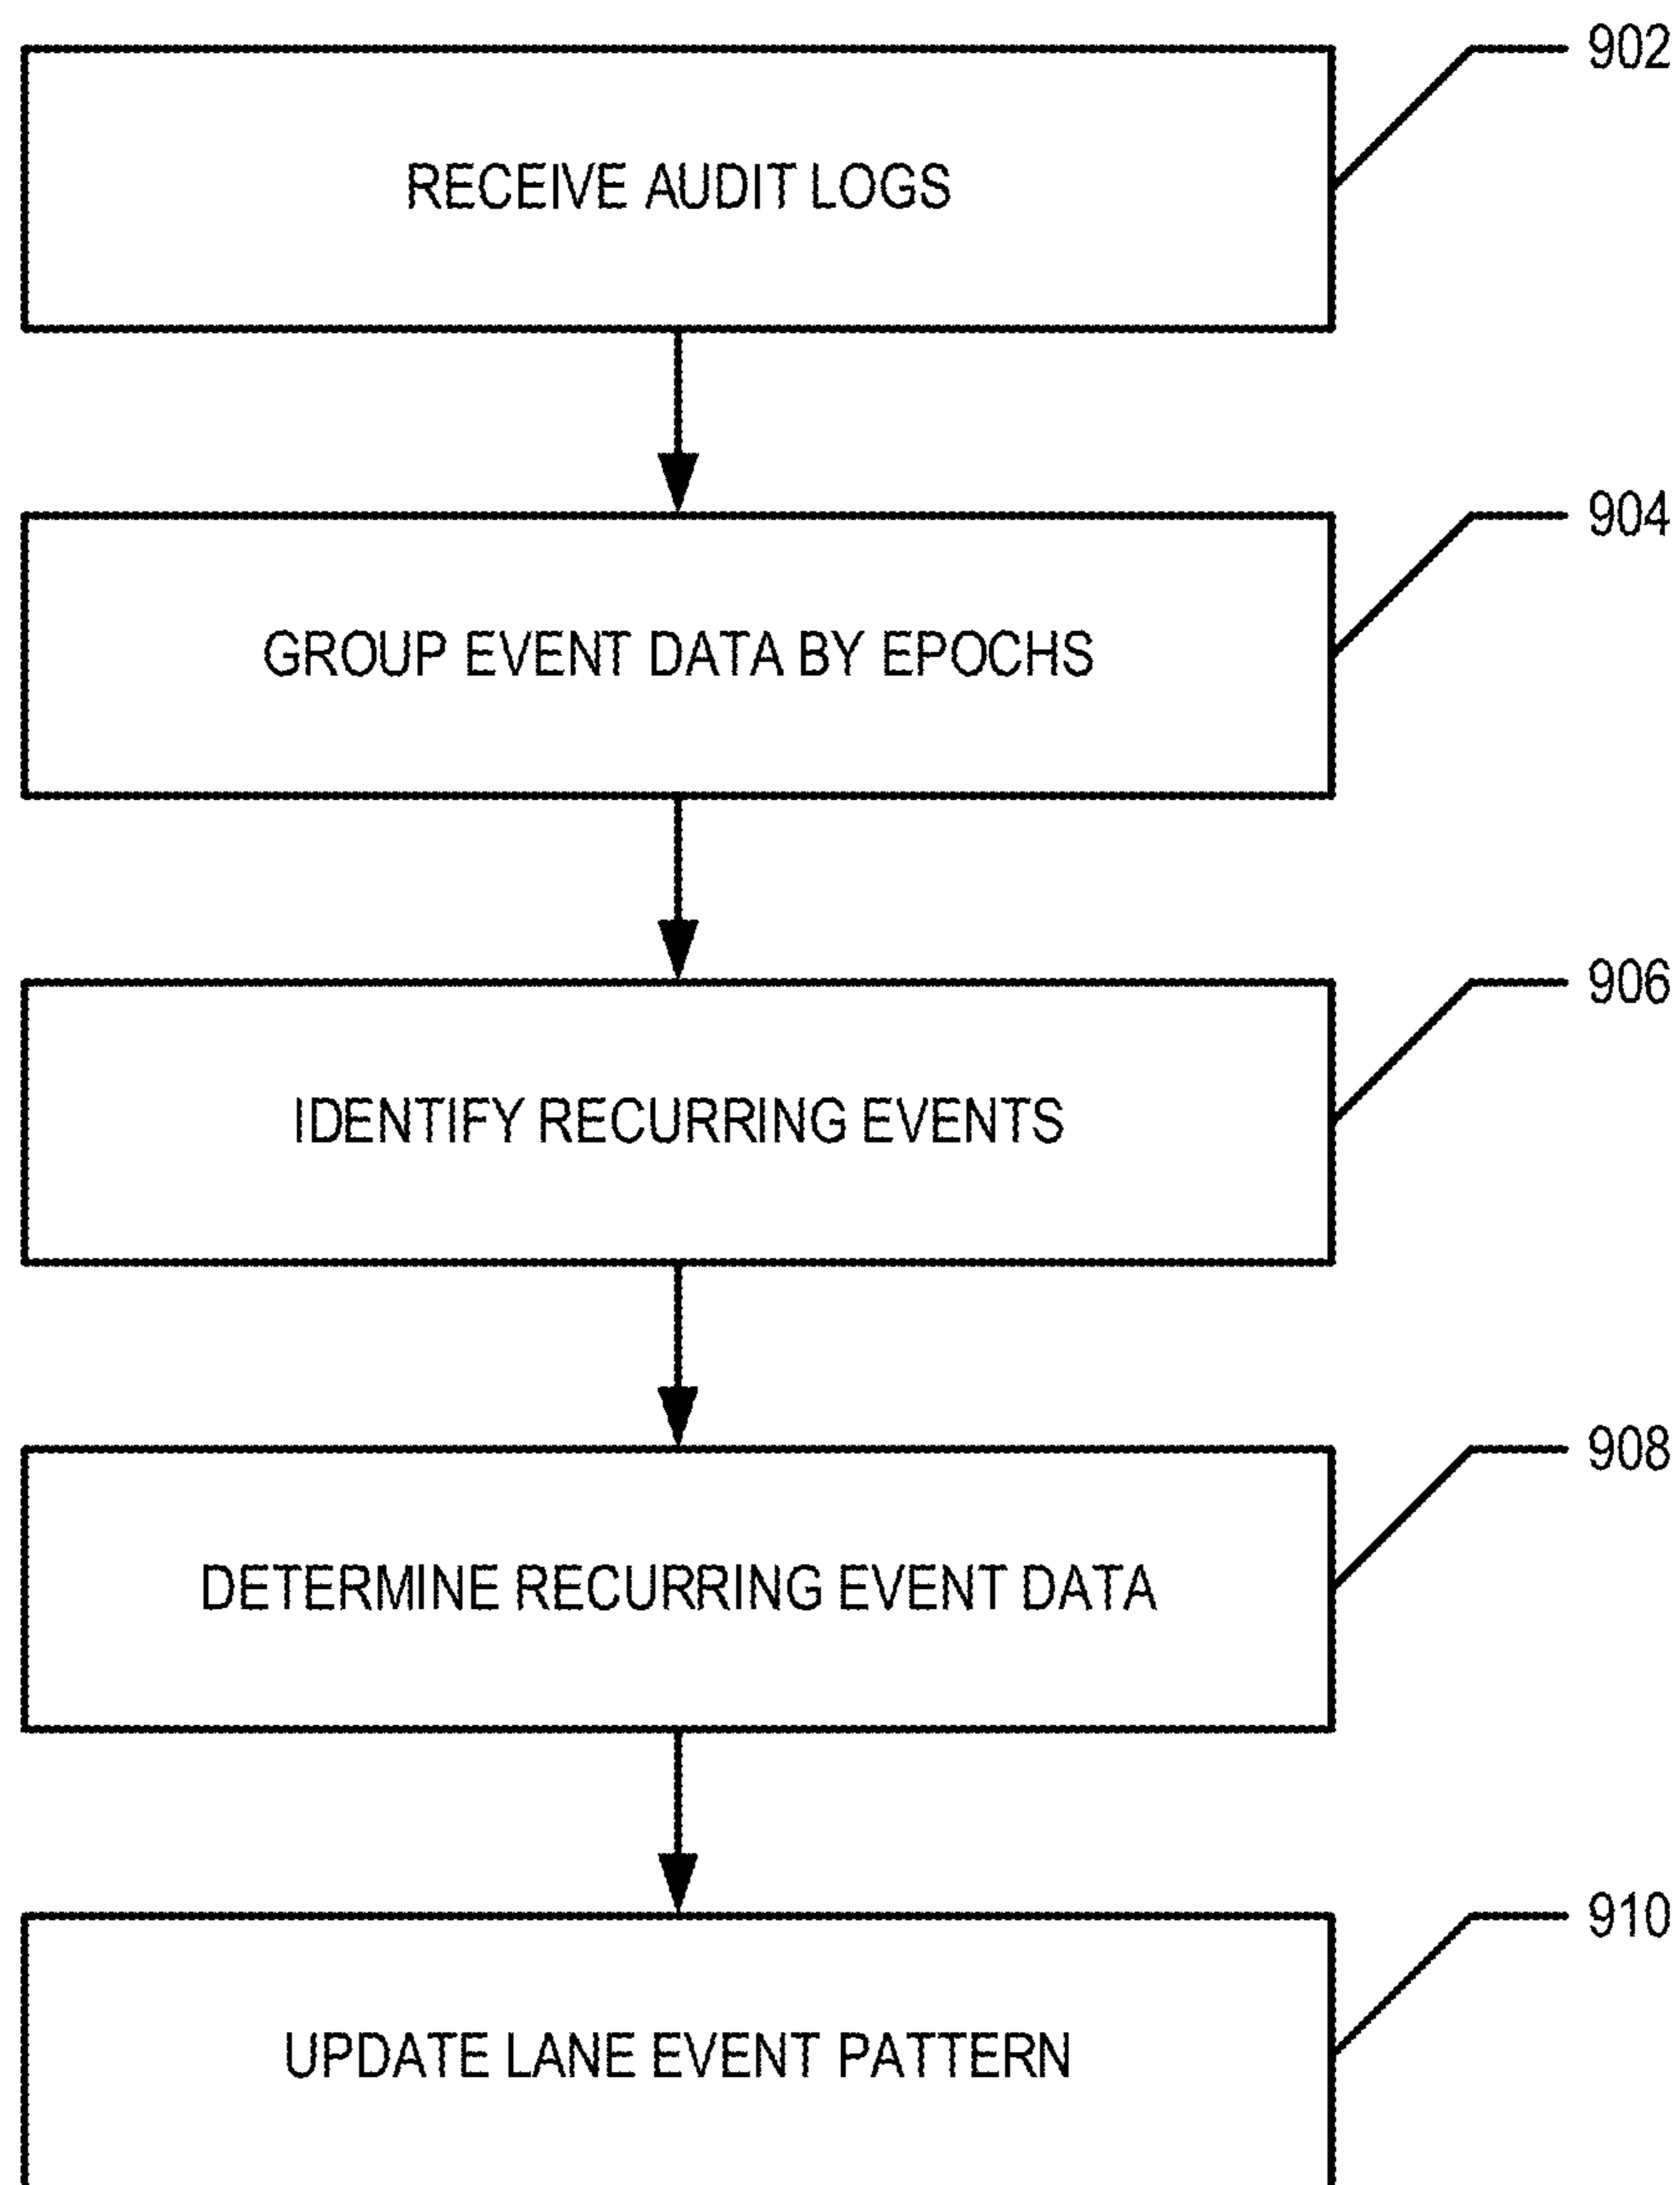 902
RECEIVE AUDIT LOGS
904
GROUP EVENT DATA BY EPOCHS
906
IDENTIFY RECURRING EVENTS
908
DETERMINE RECURRING EVENT DATA
910
UPDATE LANE EVENT PATTERN